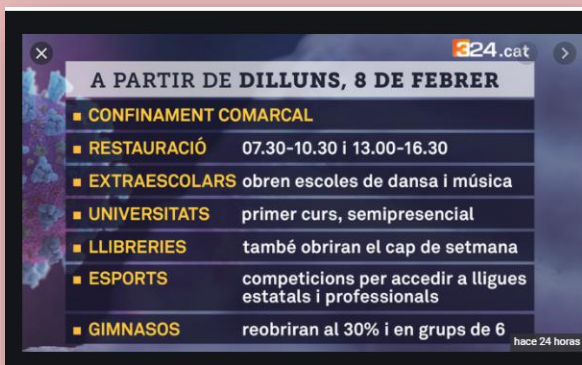 324.cat
A PARTIR DE DILLUNS, 8 DE FEBRER
CONFINAMENT COMARCAL
RESTAURACIÓ 07.30-10.30 i 13.00-16.30
EXTRAESCOLARS obren escoles de dansa i música
UNIVERSITATS primer curs, semipresencial
LLIBRERIES també obriran el cap de setmana
ESPORTS competicions per accedir a lligues
estatals i professionals
GIMNASOS reobriran al 30% i en grups de 6
hace 24 horas